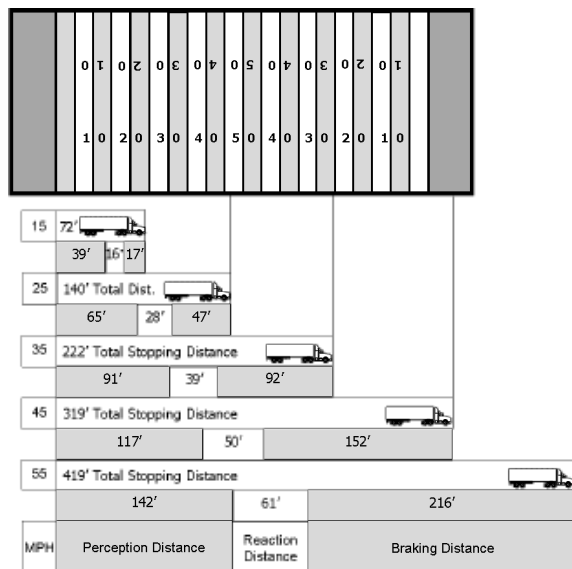 0 1 0 2 0 3 0 4 0 5 0 4 0 3 0 2 0 1
1 0 2 0 3 0 4 0 5 0 4 0 3 0 2 0 1 0
15 72'
39' 16' 17'
25 140' Total Dist.
65' 28' 47'
35 222' Total Stopping Distance
91' 39' 92'
45 319' Total Stopping Distance
117' 50' 152'
55 419' Total Stopping Distance
142' 61' 216'
MPH Perception Distance Reaction Distance Braking Distance